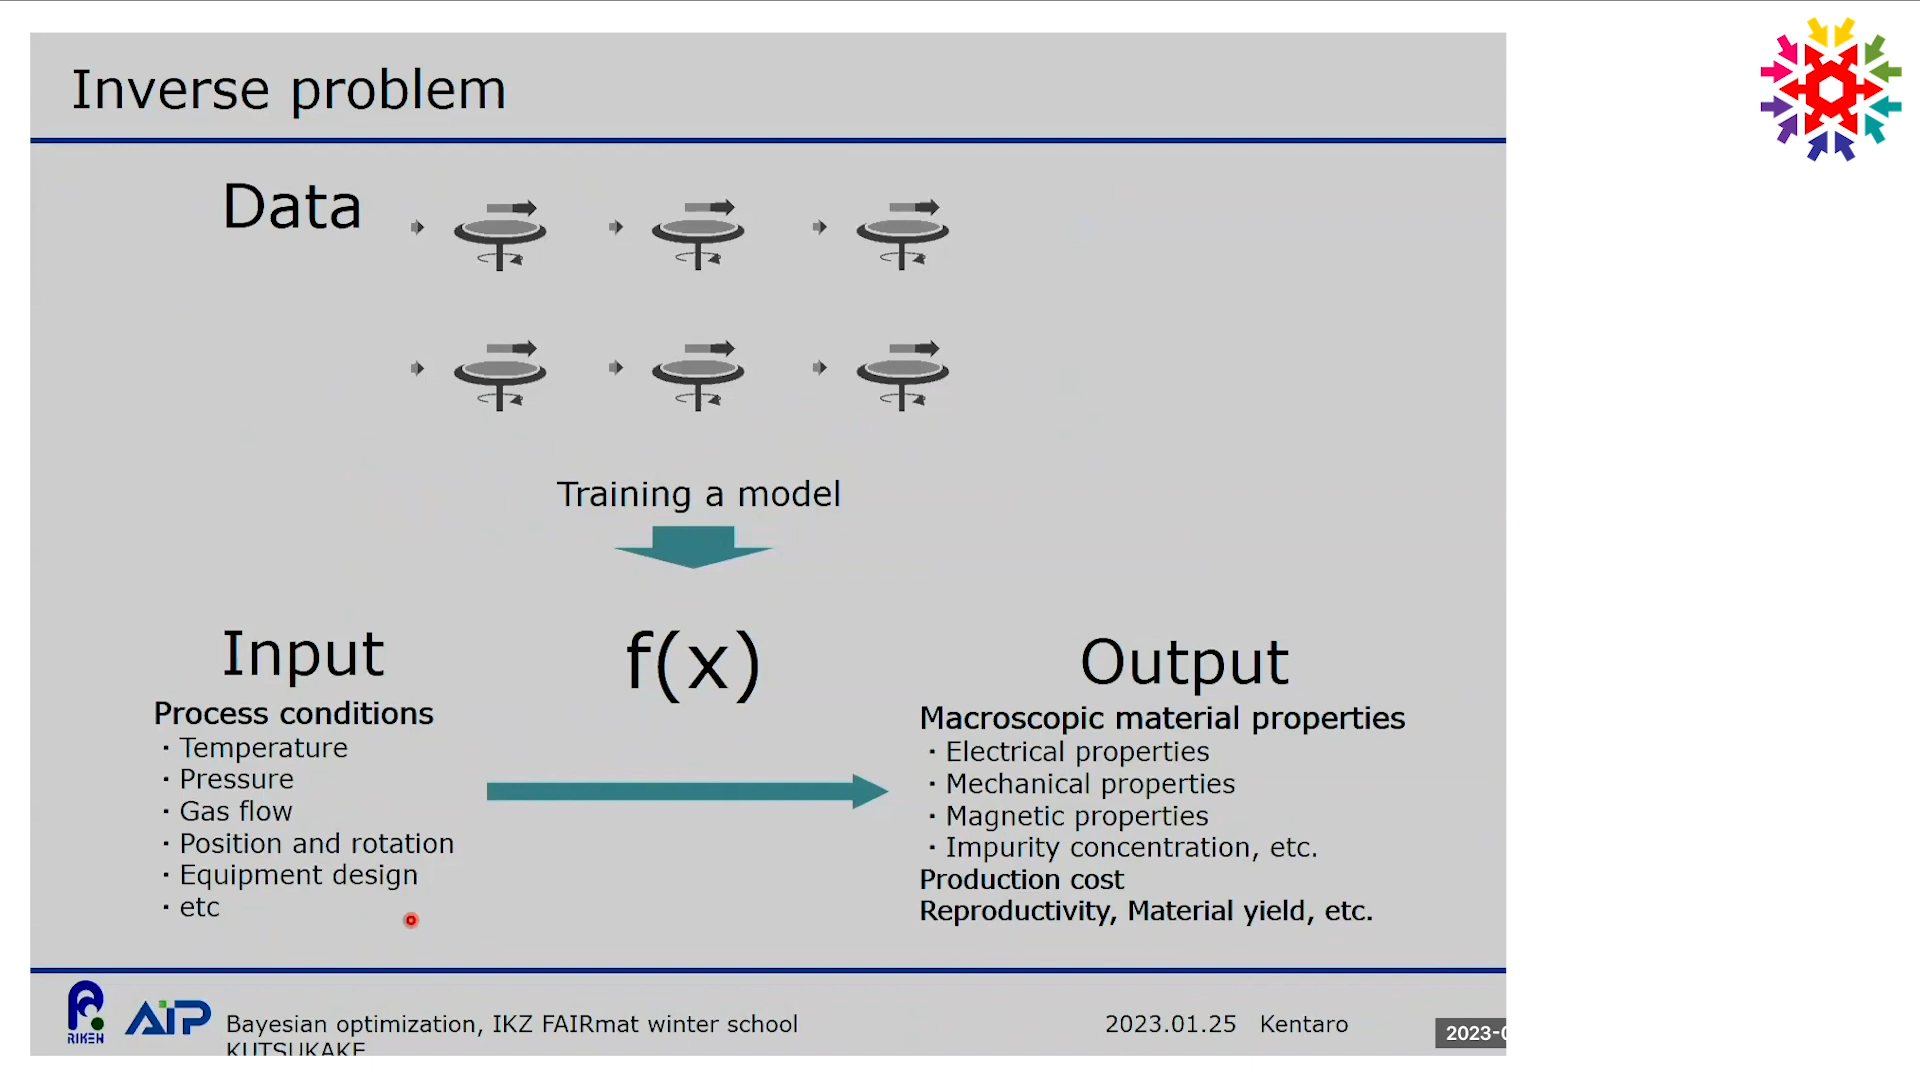 Inverse problem
Data
Training a model
Input
f(x)
Output
Process conditions
・Temperature
・Pressure
・Gas flow
・Position and rotation
・Equipment design
・etc
Macroscopic material properties
・Electrical properties
・Mechanical properties
・Magnetic properties
・Impurity concentration, etc.
Production cost
Reproductivity, Material yield, etc.
RIKEN
AIP
Bayesian optimization, IKZ FAIRmat winter school
2023.01.25 Kentaro
KUTSUKAKE
2023-0